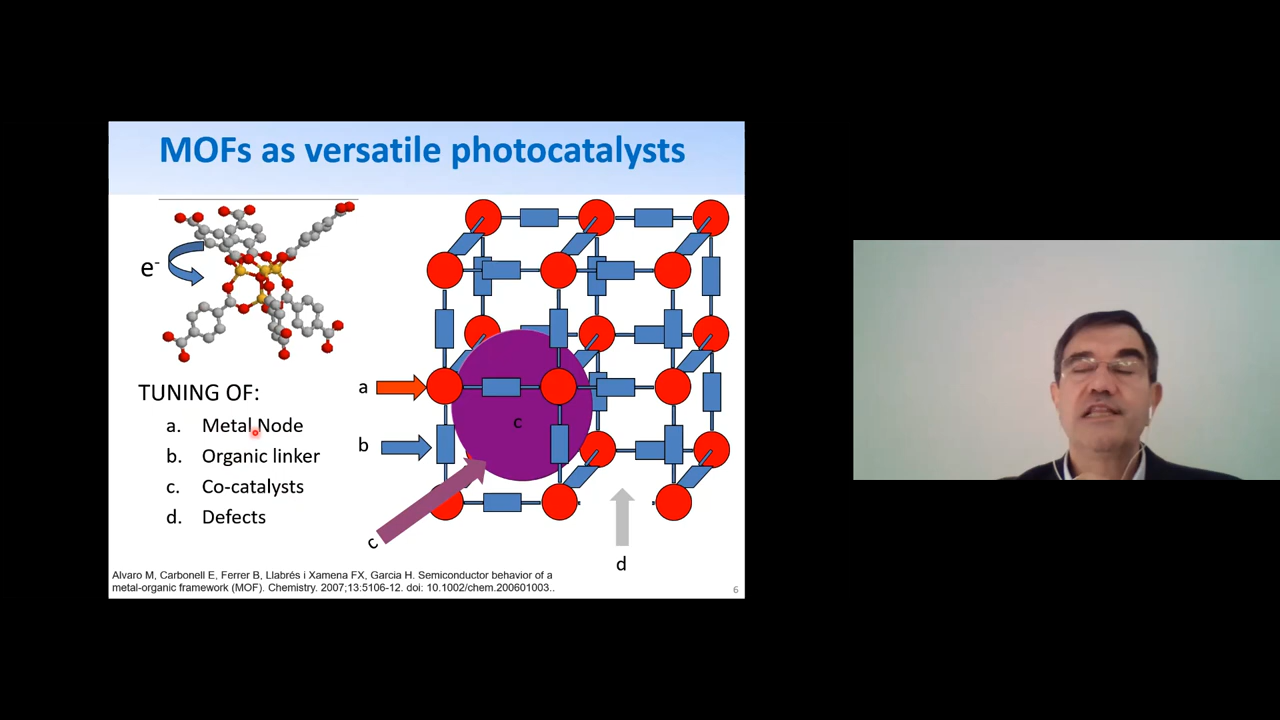 MOFs as versatile photocatalysts
e-
TUNING OF:
a. Metal Node
b. Organic linker
c. Co-catalysts
d. Defects
a
b
c
c
d
Alvaro M, Carbonell E, Ferrer B, Llabrés i Xamena FX, Garcia H. Semiconductor behavior of a
metal-organic framework (MOF). Chemistry. 2007;13:5106-12. doi: 10.1002/chem.200601003..
6